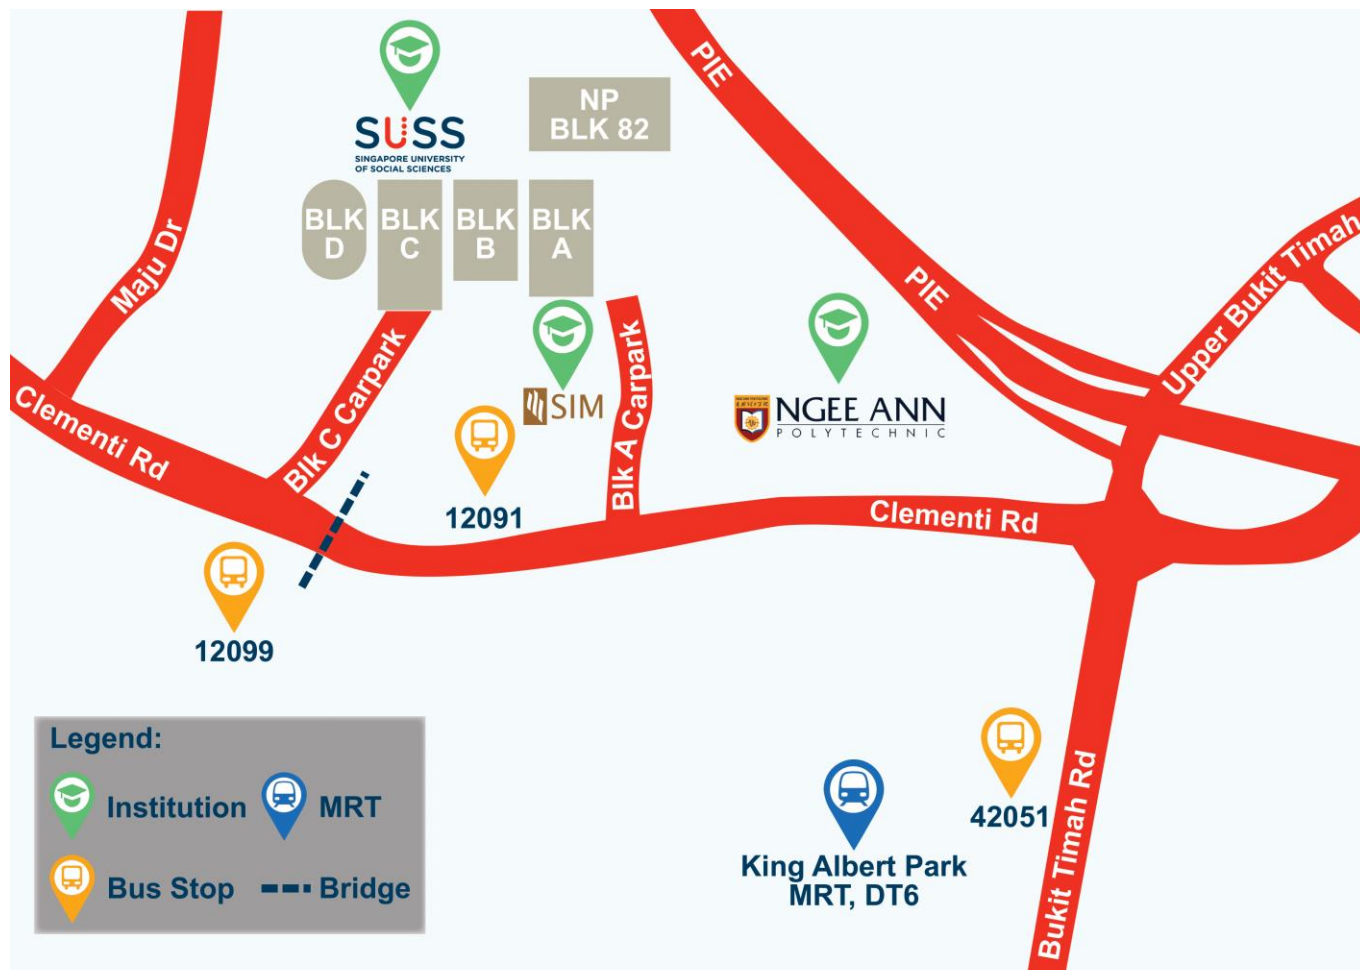 PIE
NP
BLK 82
SUSS
SINGAPORE UNIVERSITY
OF SOCIAL SCIENCES
BLK
D
BLK
C
BLK
B
BLK
A
Maju Dr
PIE
Upper Bukit Timah
Clementi Rd
Blk C Carpark
SIM
Blk A Carpark
NGEE ANN
POLYTECHNIC
12091
Clementi Rd
12099
42051
Bukit Timah Rd
King Albert Park
MRT, DT6
Legend:
Institution
MRT
Bus Stop
Bridge